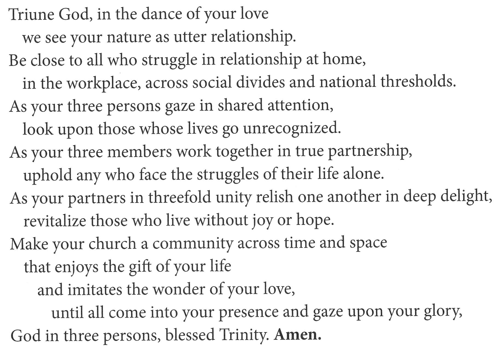 Triune God, in the dance of your love
we see your nature as utter relationship.
Be close to all who struggle in relationship at home,
in the workplace, across social divides and national thresholds.
As your three persons gaze in shared attention,
look upon those whose lives go unrecognized.
As your three members work together in true partnership,
uphold any who face the struggles of their life alone.
As your partners in threefold unity relish one another in deep delight,
revitalize those who live without joy or hope.
Make your church a community across time and space
that enjoys the gift of your life
and imitates the wonder of your love,
until all come into your presence and gaze upon your glory,
God in three persons, blessed Trinity. Amen.